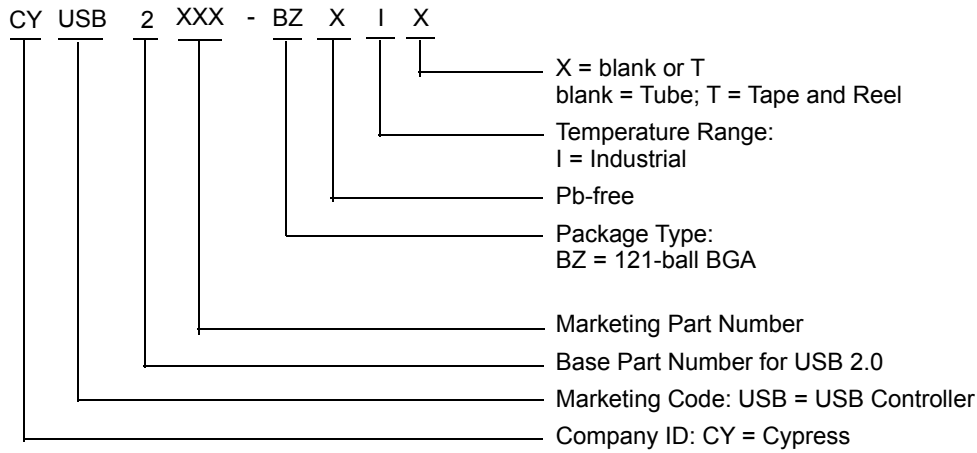 CY USB 2 XXX - BZ X I X
X = blank or T
blank = Tube; T = Tape and Reel
Temperature Range:
I = Industrial
Pb-free
Package Type:
BZ = 121-ball BGA
Marketing Part Number
Base Part Number for USB 2.0
Marketing Code: USB = USB Controller
Company ID: CY = Cypress